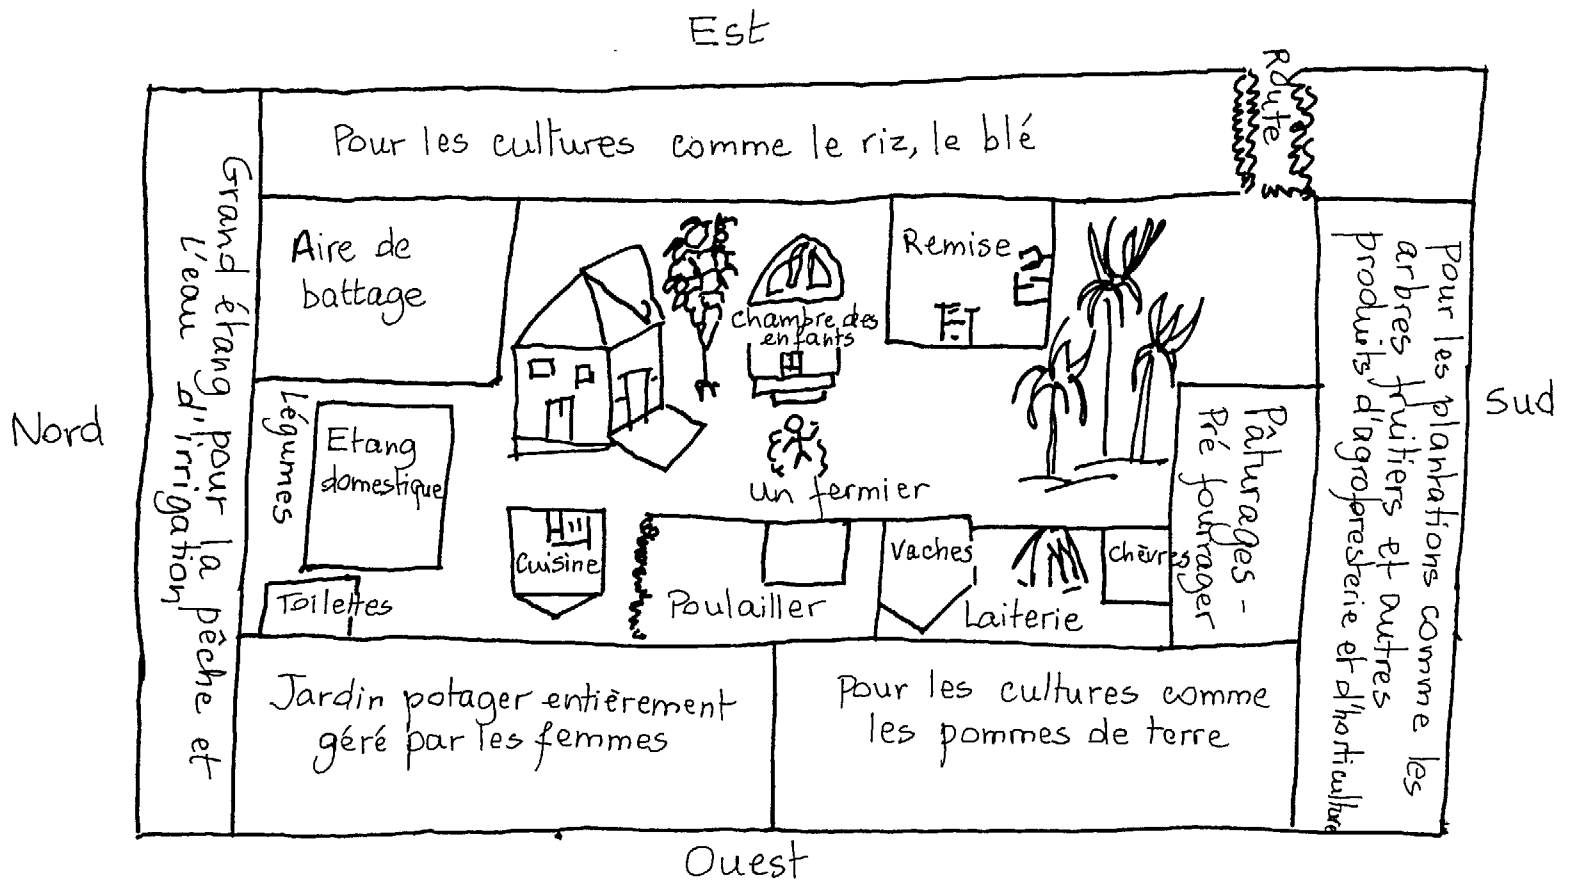 Est
Route
Pour les cultures comme le riz, le blé
Grand étang pour la pêche et
L'eau d'irrigation
Aire de
battage
chambre des
enfants
Remise
Pour les plantations comme les
arbres fruitiers et autres
produits d'agroforesterie et d'horticulture
Nord
Sud
Légumes
Etang
domestique
Pâturages -
Pré fourrager
un fermier
Cuisine
Vaches
chèvres
Toilettes
Poulailler
Laiterie
Jardin potager entièrement
géré par les femmes
Pour les cultures comme
les pommes de terre
Ouest